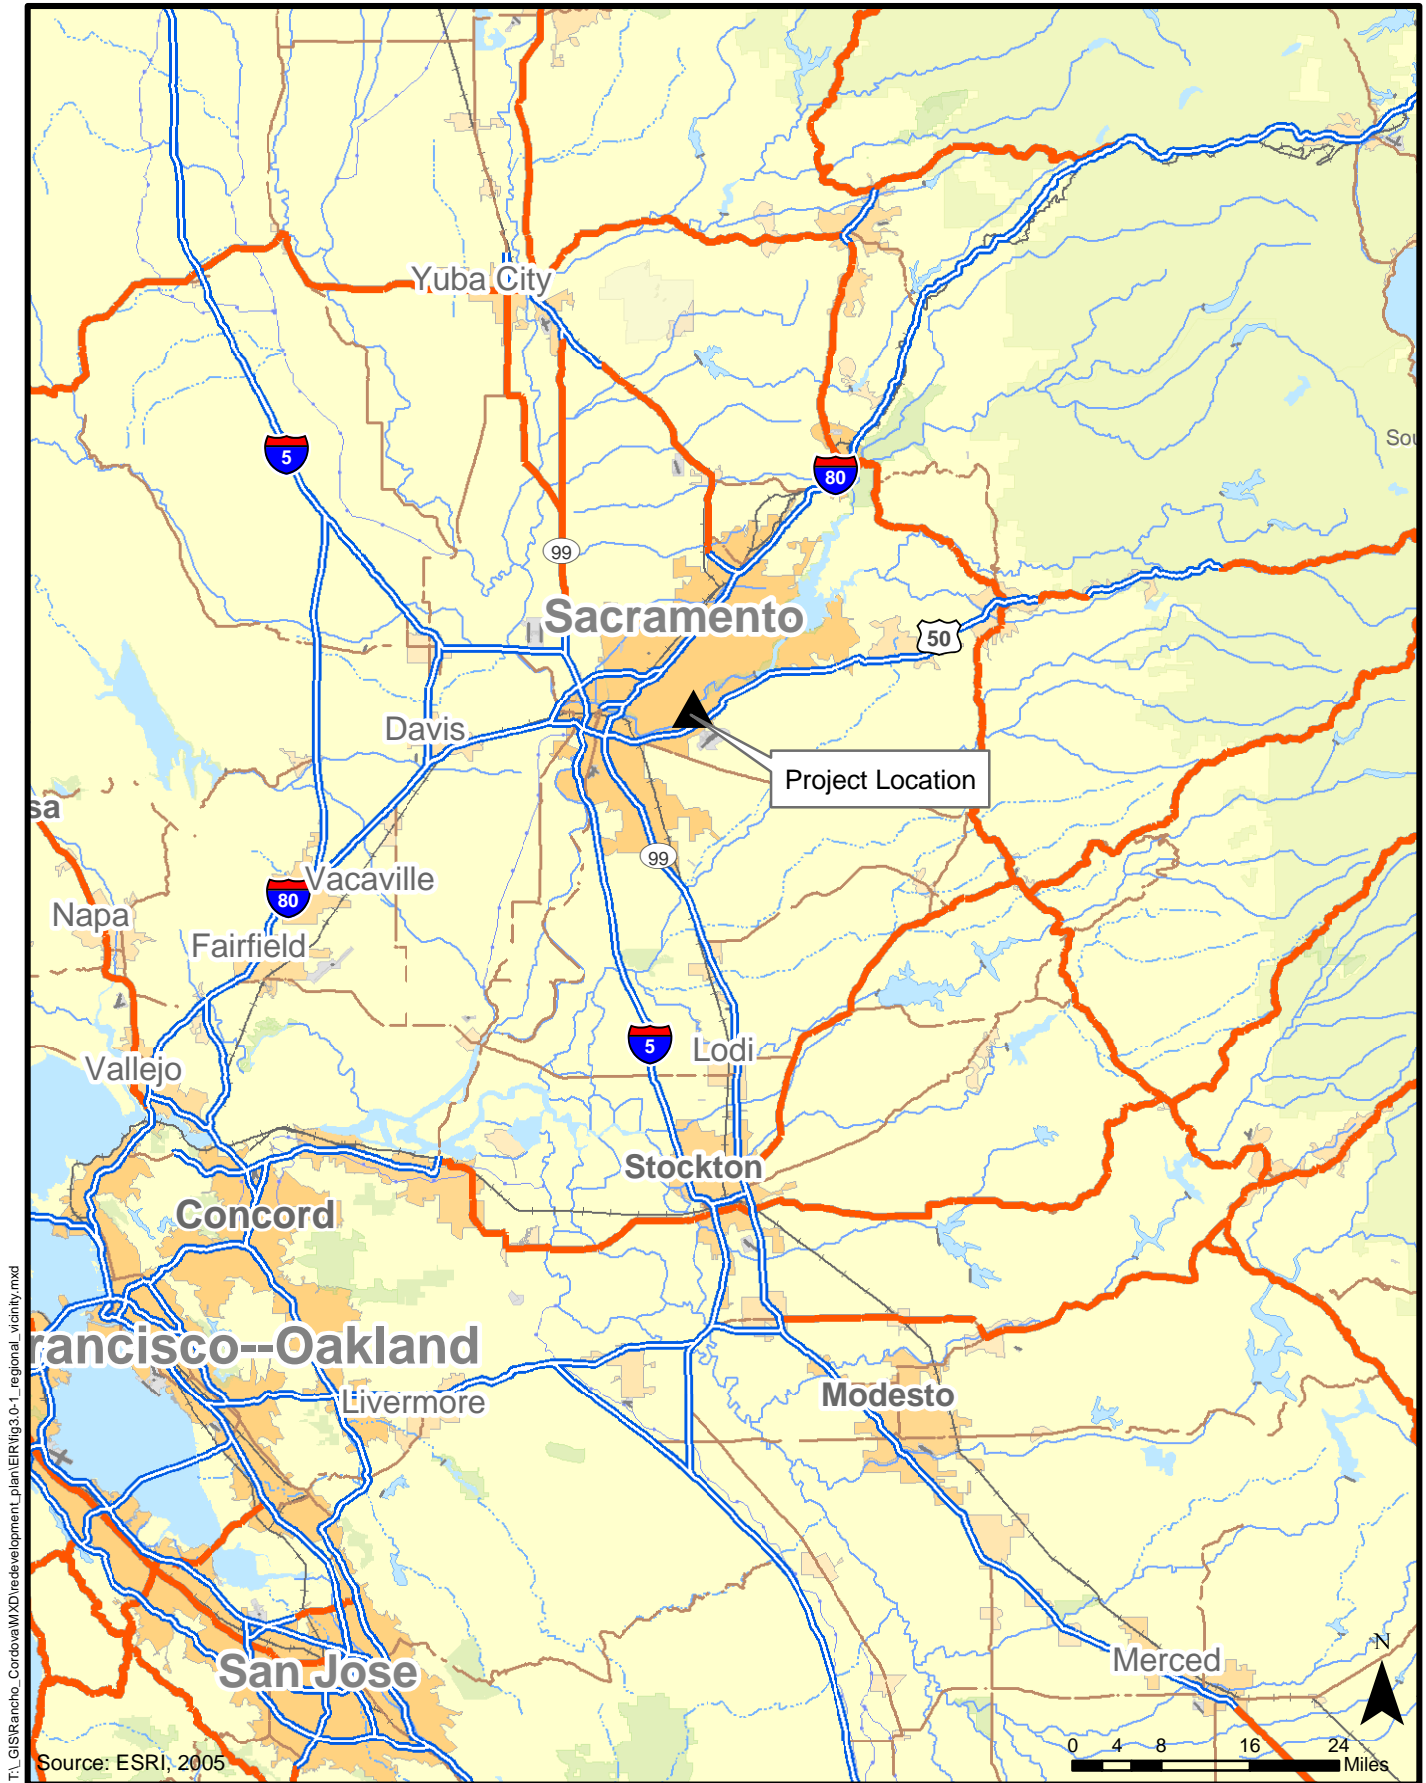 Yuba City
5
80
Sou
99
Sacramento
50
Davis
Project Location
sa
99
Vacaville
80
Napa
Fairfield
5
Lodi
Vallejo
Stockton
Concord
rancisco--Oakland
Livermore
Modesto
San Jose
Merced
N
0 4 8 16 24
Miles
Source: ESRI, 2005
T:\_GIS\Rancho_Cordova\MXD\redevelopment_plan\EIR\fig3.0-1_regional_vicinity.mxd